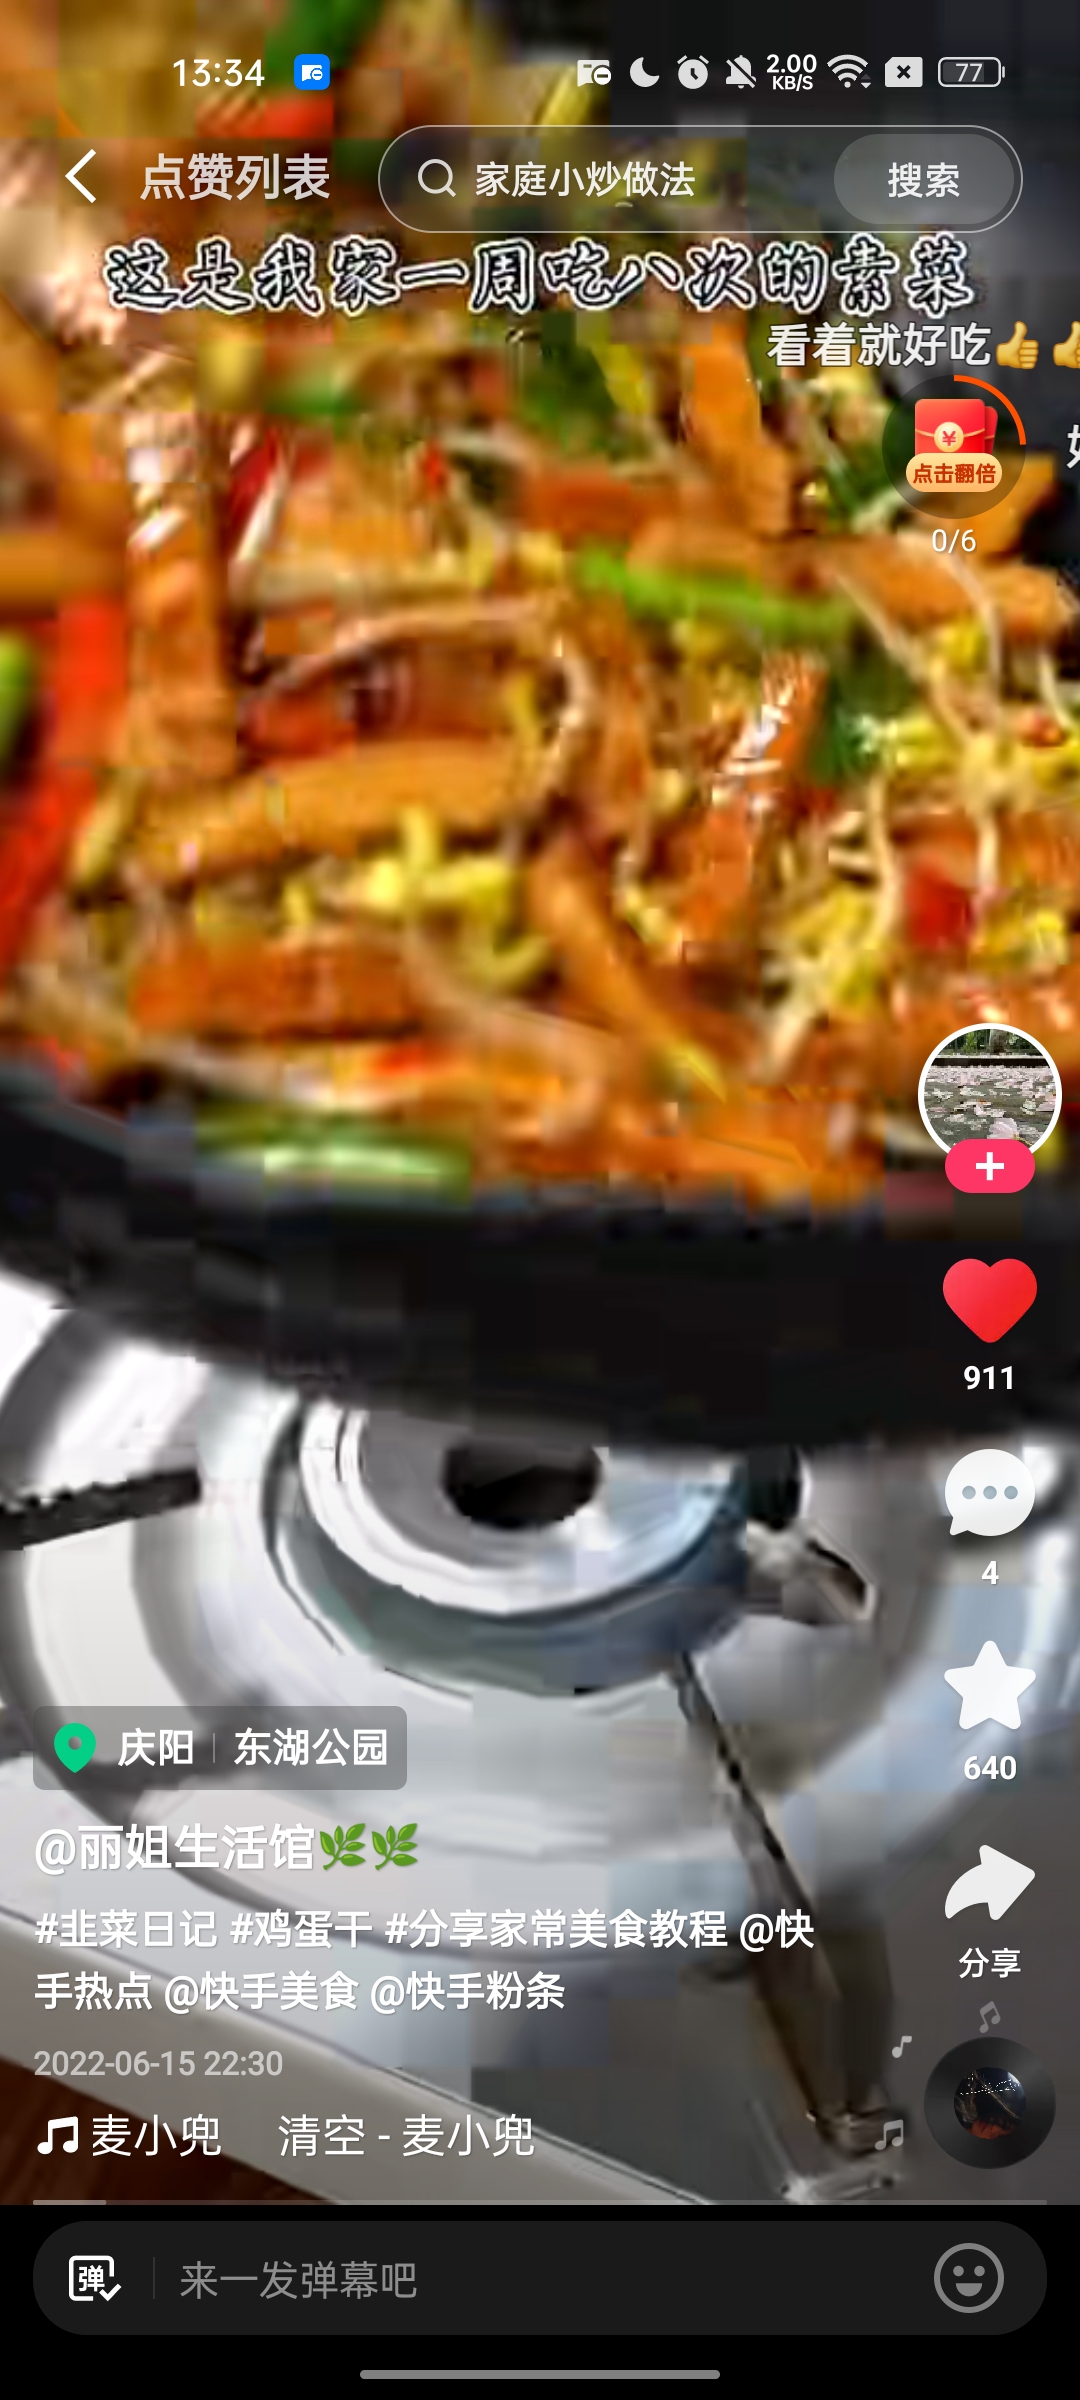 13:34
2.00
KB/S
77
点赞列表
家庭小炒做法
搜索
这是我家一周吃八次的素菜
看着就好吃👍
点击翻倍
0/6
911
4
庆阳 | 东湖公园
640
@丽姐生活馆🌿🌿
#韭菜日记 #鸡蛋干 #分享家常美食教程 @快
手热点 @快手美食 @快手粉条
分享
2022-06-15 22:30
麦小兜 清空 - 麦小兜
弹
来一发弹幕吧